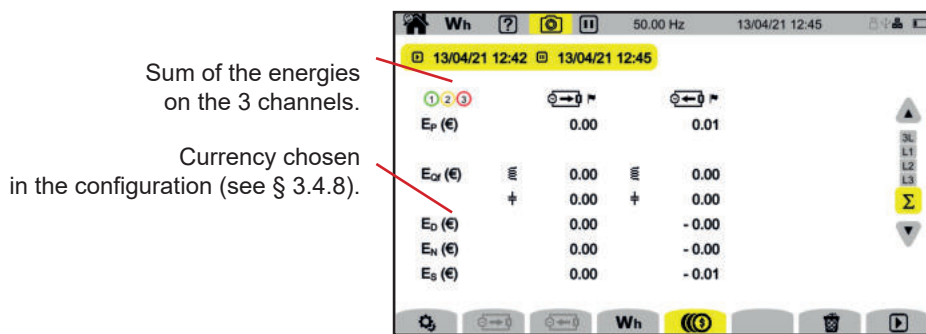 Wh ? 50.00 Hz 13/04/21 12:45
13/04/21 12:42 13/04/21 12:45
Sum of the energies
on the 3 channels.
1 2 3
EP (€) 0.00 0.01
3L
L1
L2
L3
Σ
Currency chosen
in the configuration (see § 3.4.8).
EQf (€) 0.00 0.00
0.00 0.00
ED (€) 0.00 - 0.00
EN (€) 0.00 - 0.00
ES (€) 0.00 - 0.01
Wh $